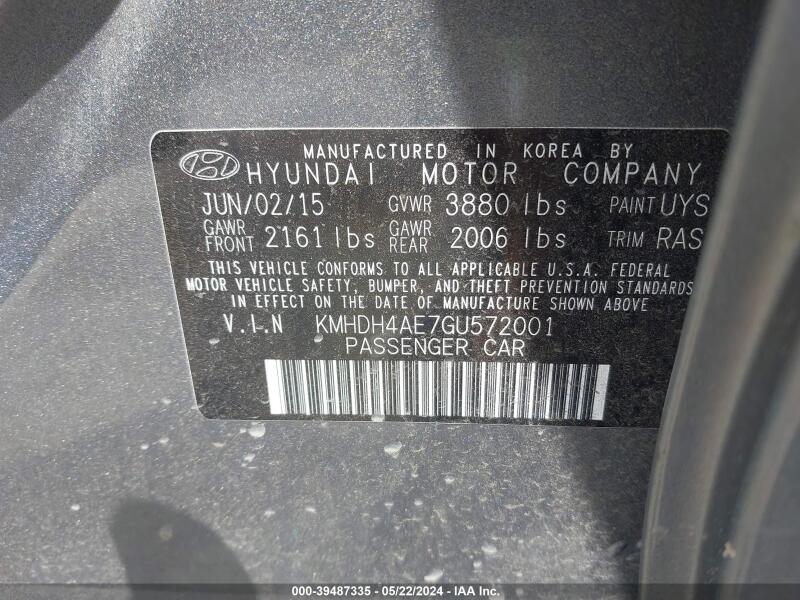 MANUFACTURED IN KOREA BY
HYUNDAI MOTOR COMPANY
JUN/02/15 GVWR 3880 lbs PAINT UYS
GAWR FRONT 2161 lbs GAWR REAR 2006 lbs TRIM RAS
THIS VEHICLE CONFORMS TO ALL APPLICABLE U.S.A. FEDERAL
MOTOR VEHICLE SAFETY, BUMPER, AND THEFT PREVENTION STANDARDS
IN EFFECT ON THE DATE OF MANUFACTURE SHOWN ABOVE
V.I.N KMHDH4AE7GU572001
PASSENGER CAR
000-39487335 - 05/22/2024 - IAA Inc.